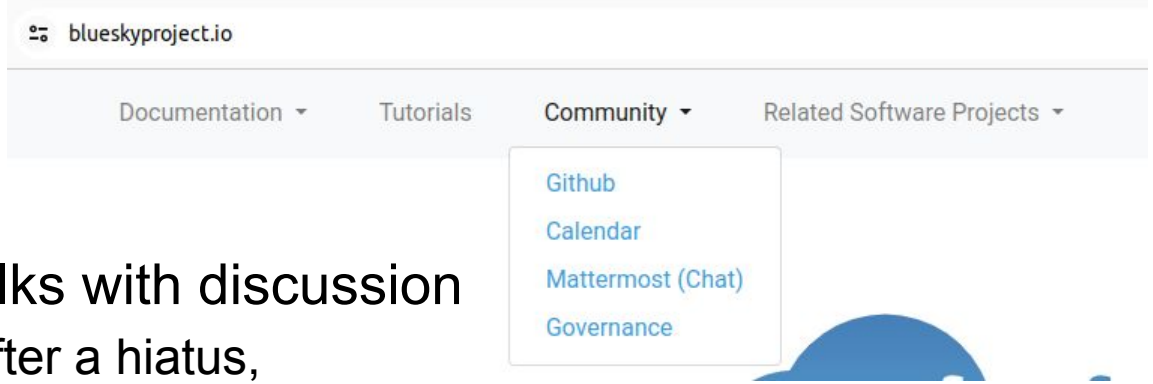 blueskyproject.io
Documentation Tutorials Community Related Software Projects
Github
Calendar
Mattermost (Chat)
Governance
lks with discussion
fter a hiatus,